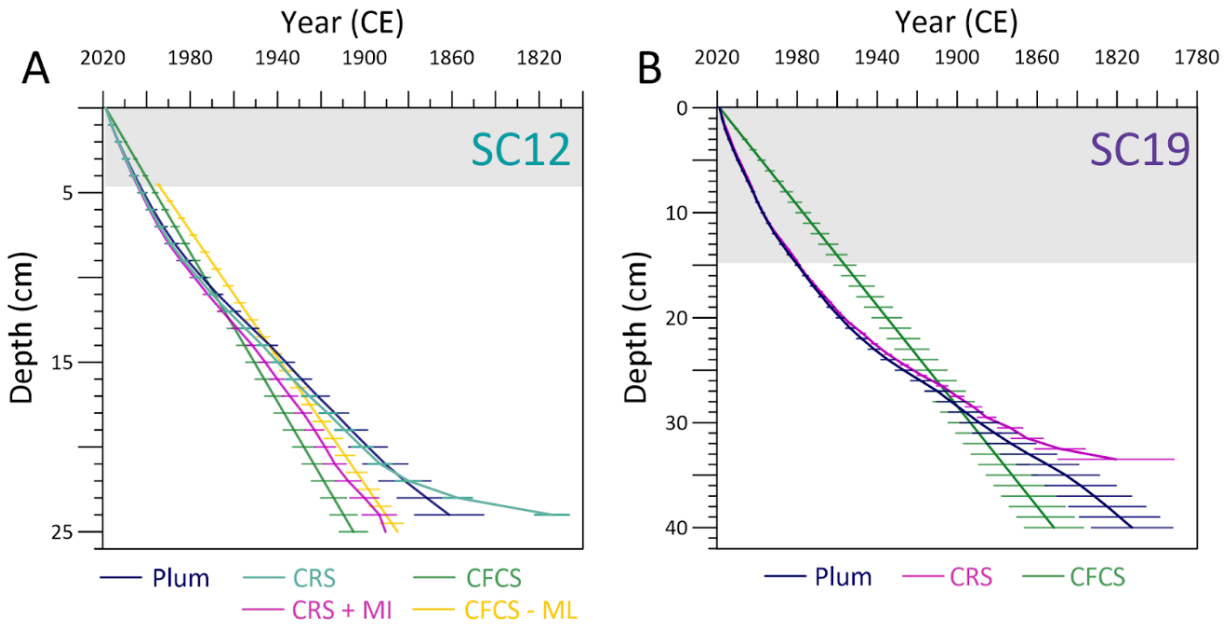 Year (CE)
A
2020 1980 1940 1900 1860 1820
SC12
5
15
25
Depth (cm)
Plum CRS CFCS
CRS + MI CFCS - ML
Year (CE)
B
2020 1980 1940 1900 1860 1820 1780
SC19
0
10
20
30
40
Depth (cm)
Plum CRS CFCS